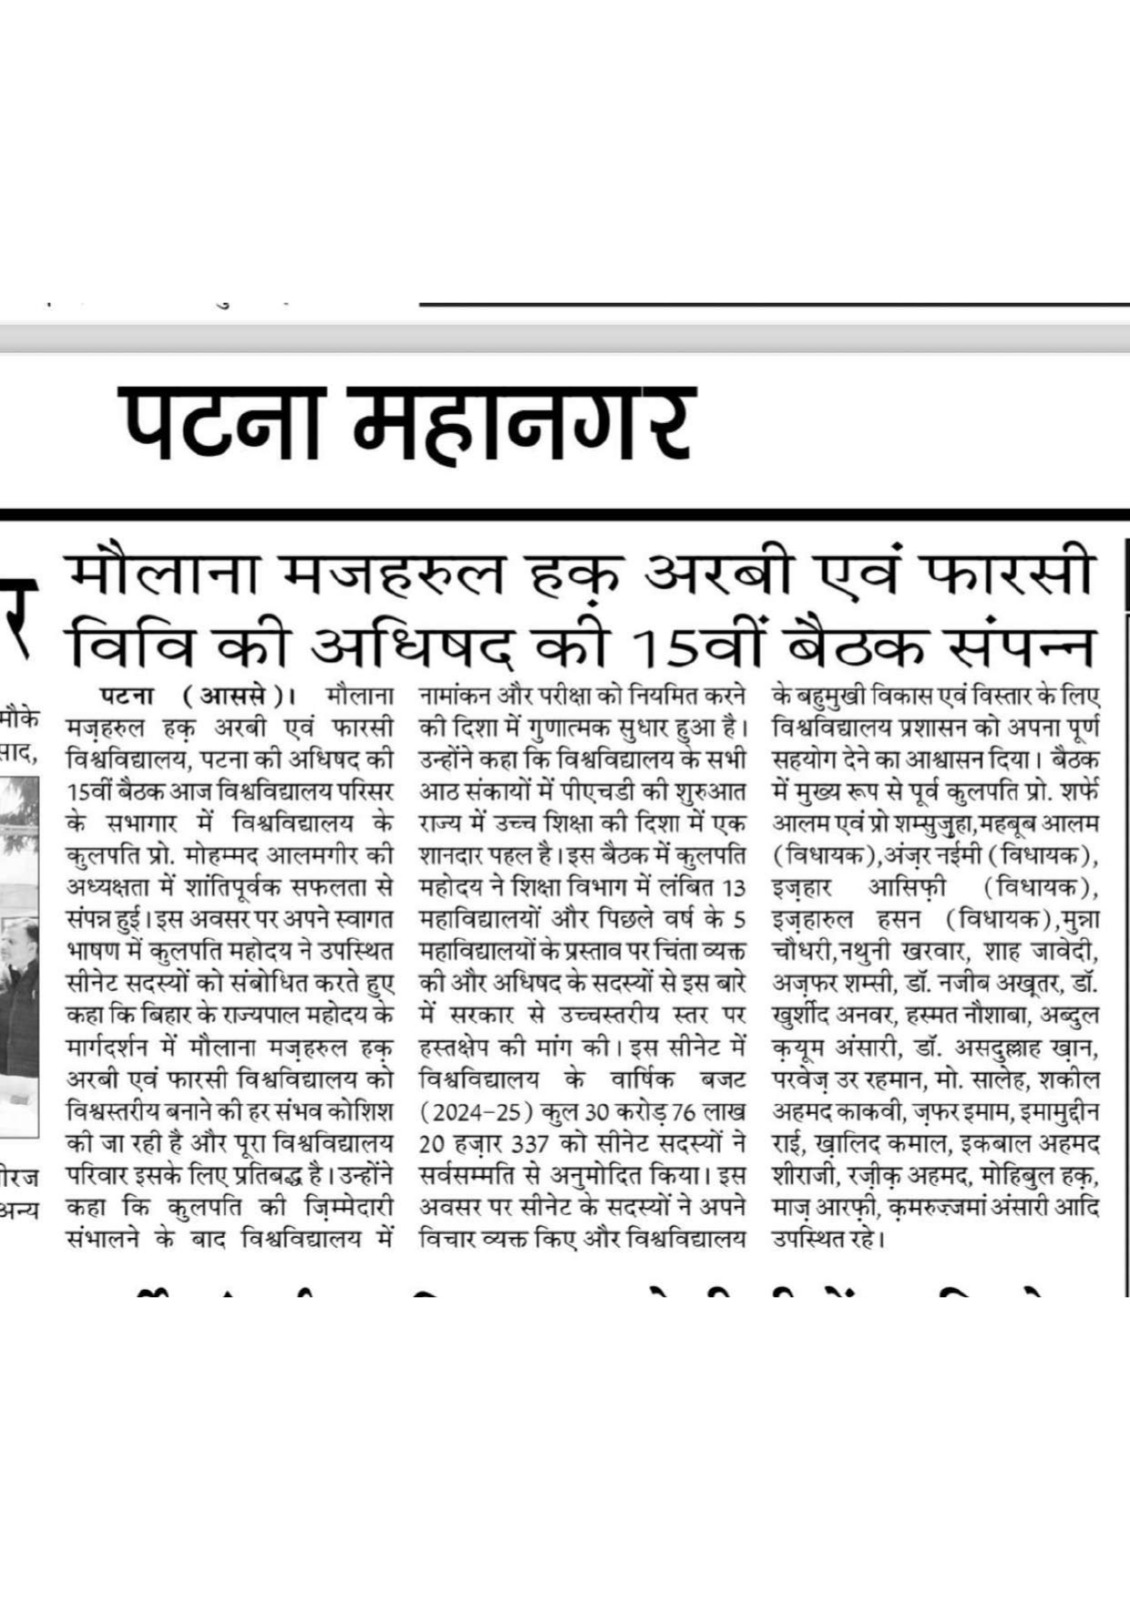 पटना महानगर
मौलाना मजहरुल हक़ अरबी एवं फारसी
विवि की अधिषद की 15वीं बैठक संपन्न
र
मौके
साद,
ीरज
अन्य
पटना (आससे)। मौलाना
मज़हरुल हक़ अरबी एवं फारसी
विश्वविद्यालय, पटना की अधिषद की
15वीं बैठक आज विश्वविद्यालय परिसर
के सभागार में विश्वविद्यालय के
कुलपति प्रो. मोहम्मद आलमगीर की
अध्यक्षता में शांतिपूर्वक सफलता से
संपन्न हुई। इस अवसर पर अपने स्वागत
भाषण में कुलपति महोदय ने उपस्थित
सीनेट सदस्यों को संबोधित करते हुए
कहा कि बिहार के राज्यपाल महोदय के
मार्गदर्शन में मौलाना मज़हरुल हक़
अरबी एवं फारसी विश्वविद्यालय को
विश्वस्तरीय बनाने की हर संभव कोशिश
की जा रही है और पूरा विश्वविद्यालय
परिवार इसके लिए प्रतिबद्ध है। उन्होंने
कहा कि कुलपति की ज़िम्मेदारी
संभालने के बाद विश्वविद्यालय में
नामांकन और परीक्षा को नियमित करने
की दिशा में गुणात्मक सुधार हुआ है।
उन्होंने कहा कि विश्वविद्यालय के सभी
आठ संकायों में पीएचडी की शुरुआत
राज्य में उच्च शिक्षा की दिशा में एक
शानदार पहल है। इस बैठक में कुलपति
महोदय ने शिक्षा विभाग में लंबित 13
महाविद्यालयों और पिछले वर्ष के 5
महाविद्यालयों के प्रस्ताव पर चिंता व्यक्त
की और अधिषद के सदस्यों से इस बारे
में सरकार से उच्चस्तरीय स्तर पर
हस्तक्षेप की मांग की। इस सीनेट में
विश्वविद्यालय के वार्षिक बजट
(2024-25) कुल 30 करोड़ 76 लाख
20 हज़ार 337 को सीनेट सदस्यों ने
सर्वसम्मति से अनुमोदित किया। इस
अवसर पर सीनेट के सदस्यों ने अपने
विचार व्यक्त किए और विश्वविद्यालय
के बहुमुखी विकास एवं विस्तार के लिए
विश्वविद्यालय प्रशासन को अपना पूर्ण
सहयोग देने का आश्वासन दिया। बैठक
में मुख्य रूप से पूर्व कुलपति प्रो. शर्फे
आलम एवं प्रो शम्सुज़ुहा,महबूब आलम
(विधायक),अंज़र नईमी (विधायक),
इज़हार आसिफ़ी (विधायक),
इज़हारुल हसन (विधायक),मुन्ना
चौधरी,नथुनी खरवार, शाह जावेदी,
अज़फर शम्सी, डॉ. नजीब अख़्तर, डॉ.
खुर्शीद अनवर, हस्मत नौशाबा, अब्दुल
क़यूम अंसारी, डॉ. असदुल्लाह ख़ान,
परवेज़ उर रहमान, मो. सालेह, शकील
अहमद काकवी, ज़फर इमाम, इमामुद्दीन
राई, ख़ालिद कमाल, इकबाल अहमद
शीराजी, रज़ीक़ अहमद, मोहिबुल हक़,
माज़ आरफ़ी, क़मरुज़्जमां अंसारी आदि
उपस्थित रहे।